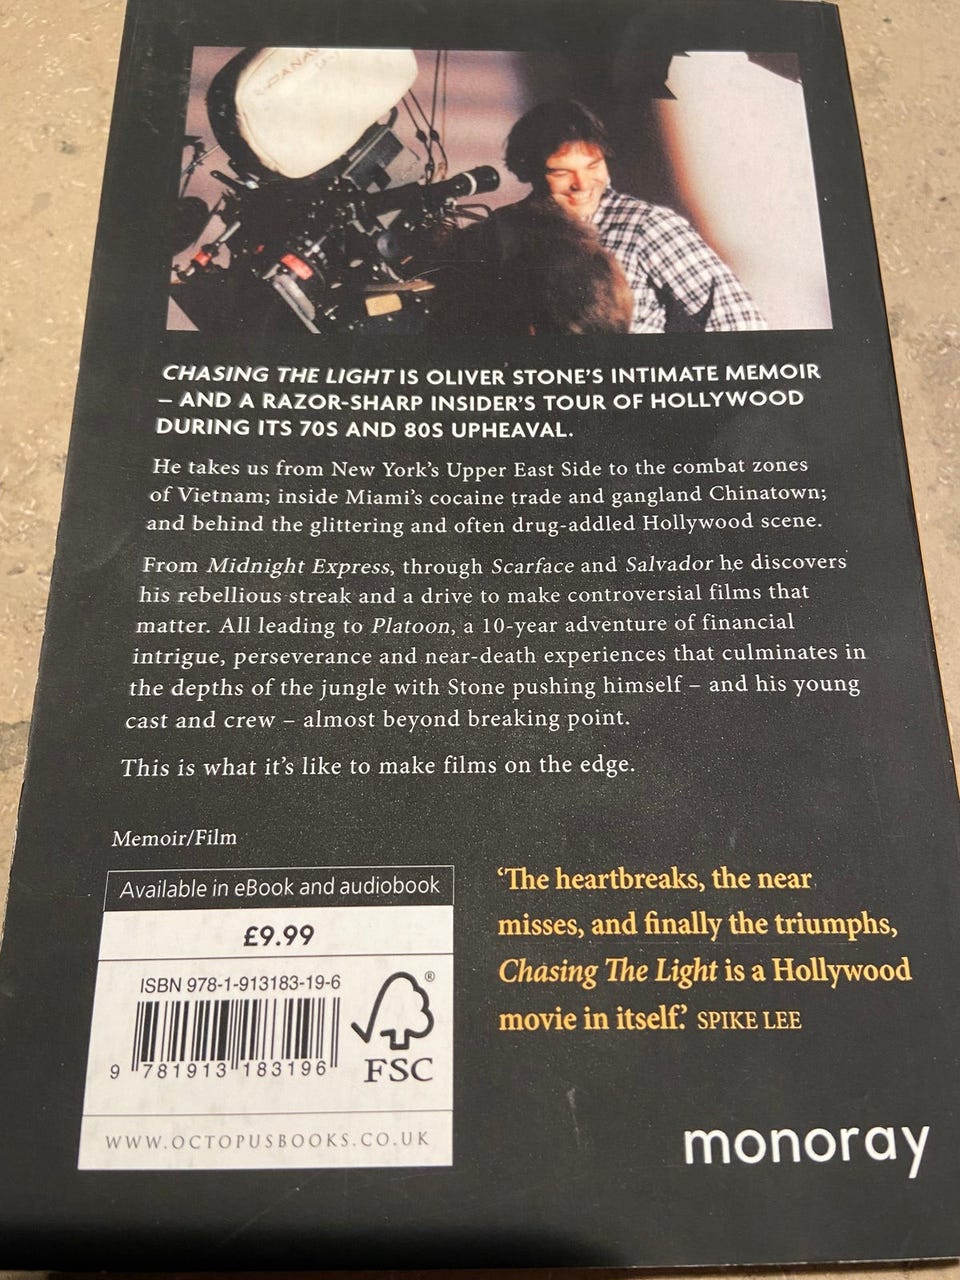 PANAV
CHASING THE LIGHT IS OLIVER STONE'S INTIMATE MEMOIR
– AND A RAZOR-SHARP INSIDER'S TOUR OF HOLLYWOOD
DURING ITS 70S AND 80S UPHEAVAL.
He takes us from New York's Upper East Side to the combat zones
of Vietnam; inside Miami's cocaine trade and gangland Chinatown;
and behind the glittering and often drug-addled Hollywood scene.
From Midnight Express, through Scarface and Salvador he discovers
his rebellious streak and a drive to make controversial films that
matter. All leading to Platoon, a 10-year adventure of financial
intrigue, perseverance and near-death experiences that culminates in
the depths of the jungle with Stone pushing himself – and his young
cast and crew – almost beyond breaking point.
This is what it's like to make films on the edge.
Memoir/Film
Available in eBook and audiobook
£9.99
ISBN 978-1-913183-19-6
9 781913 183196
®
FSC
WWW.OCTOPUSBOOKS.CO.UK
‘The heartbreaks, the near
misses, and finally the triumphs,
Chasing The Light is a Hollywood
movie in itself.’ SPIKE LEE
monoray